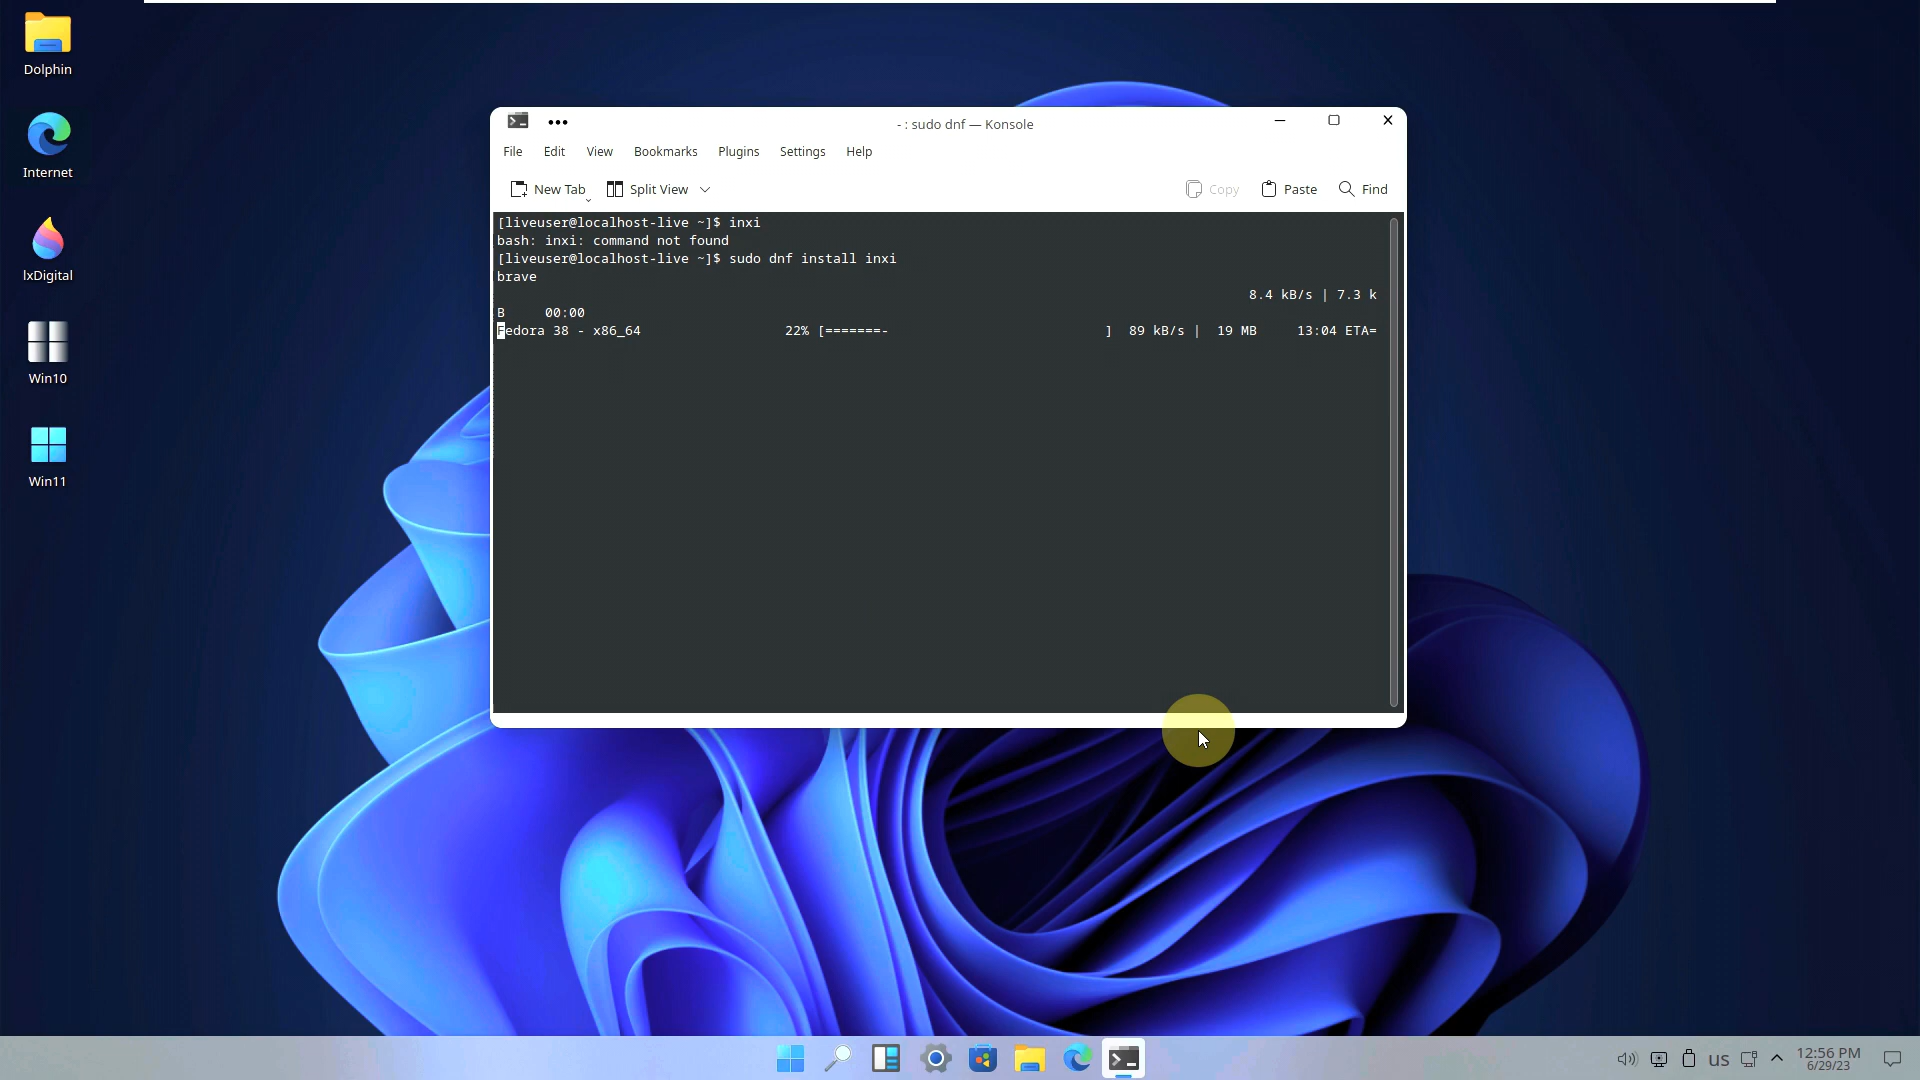 Dolphin
Internet
lxDigital
Win10
Win11
- : sudo dnf — Konsole
File Edit View Bookmarks Plugins Settings Help
New Tab Split View Copy Paste Find
[liveuser@localhost-live ~]$ inxi
bash: inxi: command not found
[liveuser@localhost-live ~]$ sudo dnf install inxi
brave
8.4 kB/s | 7.3 k
B 00:00
Fedora 38 - x86_64 22% [=======- ] 89 kB/s | 19 MB 13:04 ETA=
us
12:56 PM
6/29/23